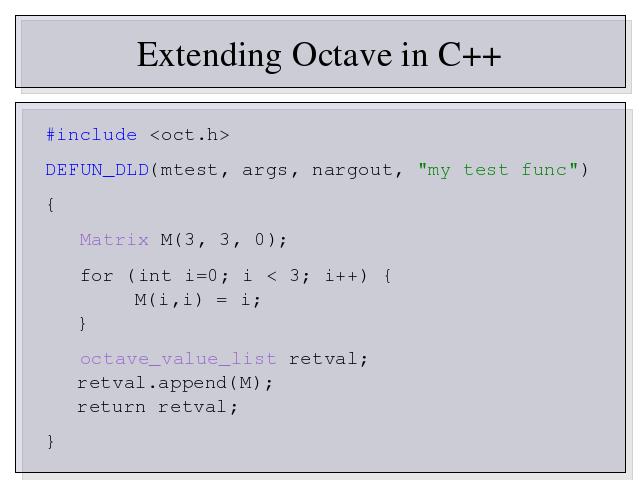 Extending Octave in C++
#include <oct.h>
DEFUN_DLD(mtest, args, nargout, "my test func")
{
Matrix M(3, 3, 0);
for (int i=0; i < 3; i++) {
M(i,i) = i;
}
octave_value_list retval;
retval.append(M);
return retval;
}